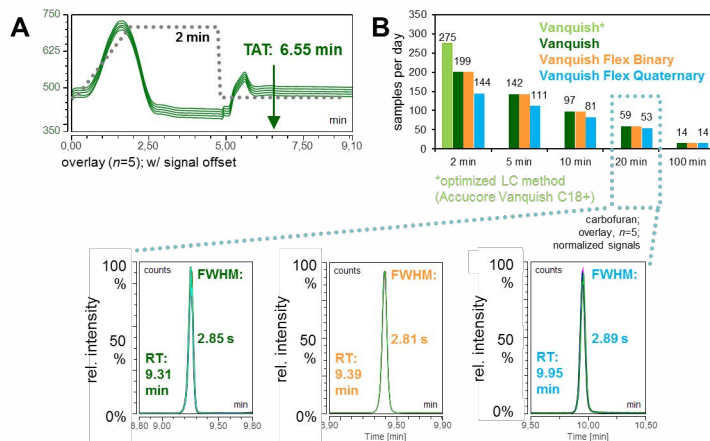 A
750
500
350
2 min
TAT: 6.55 min
min
0.00
2.50
5.00
7.50
9.10
overlay (n=5); w/ signal offset
B
samples per day
350
300
250
200
150
100
50
0
275
199
144
142
111
97
81
59
53
14
14
Vanquish*
Vanquish
Vanquish Flex Binary
Vanquish Flex Quaternary
2 min
5 min
10 min
20 min
100 min
*optimized LC method
(Accucore Vanquish C18+)
carbofuran;
overlay, n=5;
normalized signals
rel. intensity
100
%
50
%
0%
counts
FWHM:
2.85 s
RT:
9.31
min
min
8.80
9.00
9.50
9.80
rel. intensity
100
%
50
%
0%
counts
FWHM:
2.81 s
RT:
9.39
min
min
8.90
9.50
9.90
Time [min]
rel. intensity
100
%
50
%
0%
counts
FWHM:
2.89 s
RT:
9.95
min
min
9.50
10.00
10.50
Time [min]